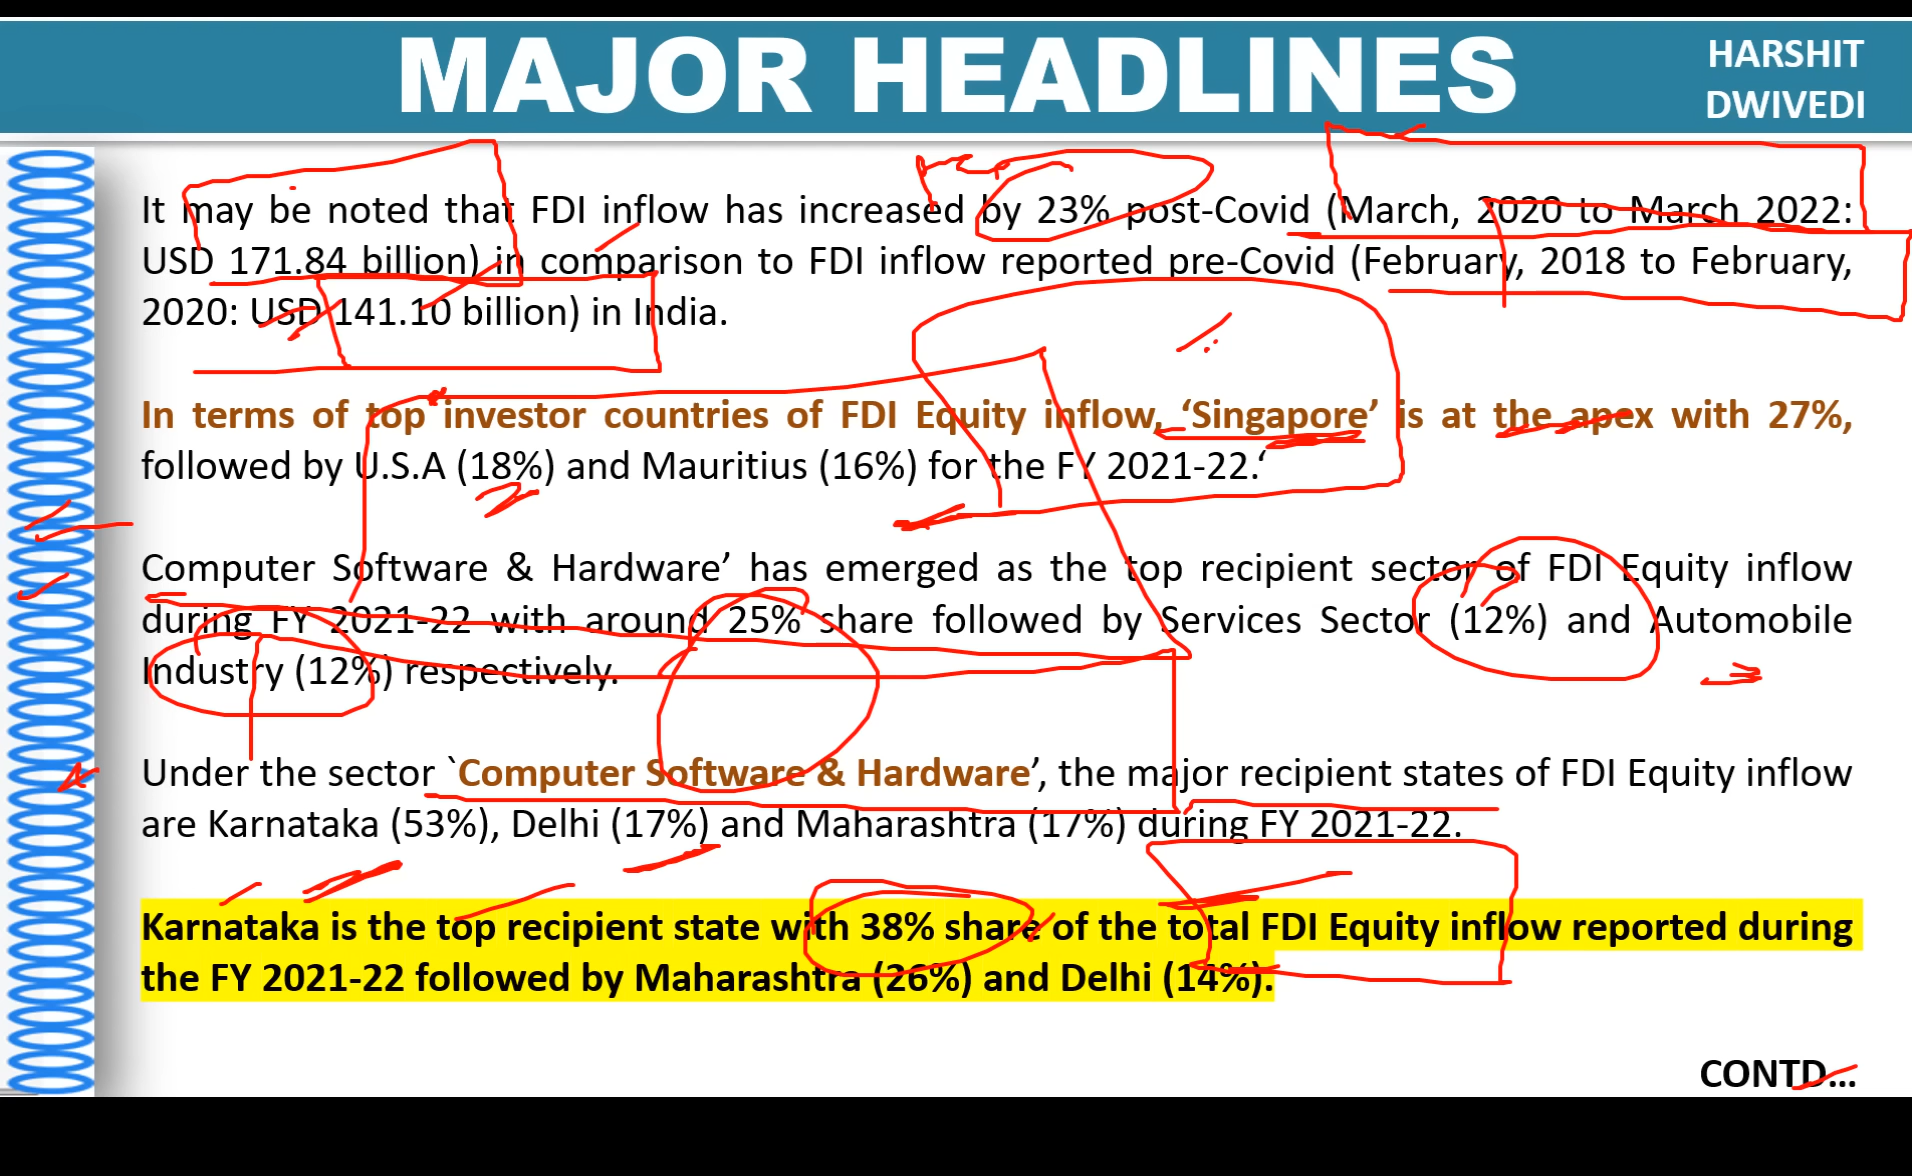 MAJOR HEADLINES
HARSHIT
DWIVEDI
It may be noted that FDI inflow has increased by 23% post-Covid (March, 2020 to March 2022:
USD 171.84 billion) in comparison to FDI inflow reported pre-Covid (February, 2018 to February,
2020: USD 141.10 billion) in India.
In terms of top investor countries of FDI Equity inflow, ‘Singapore’ is at the apex with 27%,
followed by U.S.A (18%) and Mauritius (16%) for the FY 2021-22.‘
Computer Software & Hardware’ has emerged as the top recipient sector of FDI Equity inflow
during FY 2021-22 with around 25% share followed by Services Sector (12%) and Automobile
Industry (12%) respectively.
Under the sector `Computer Software & Hardware’, the major recipient states of FDI Equity inflow
are Karnataka (53%), Delhi (17%) and Maharashtra (17%) during FY 2021-22.
Karnataka is the top recipient state with 38% share of the total FDI Equity inflow reported during
the FY 2021-22 followed by Maharashtra (26%) and Delhi (14%).
CONTD...